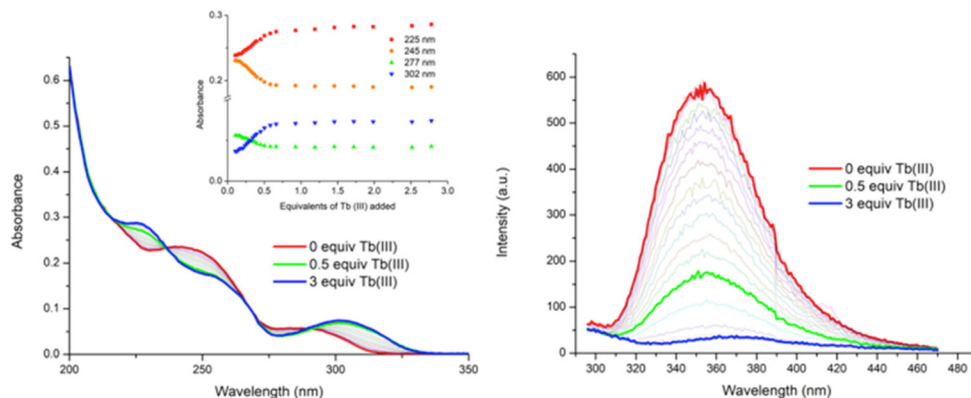 0.3
225 nm
245 nm
277 nm
302 nm
0.2
Absorbance
0.0
0.0 0.5 1.0 1.5 2.0 2.5 3.0
Equivalents of Tb (III) added
0.6
0.5
0.4
0.3
0.2
0.1
0.0
Absorbance
0 equiv Tb(III)
0.5 equiv Tb(III)
3 equiv Tb(III)
200 250 300 350
Wavelength (nm)
600
500
400
300
200
100
0
Intensity (a.u.)
0 equiv Tb(III)
0.5 equiv Tb(III)
3 equiv Tb(III)
300 320 340 360 380 400 420 440 460 480
Wavelength (nm)